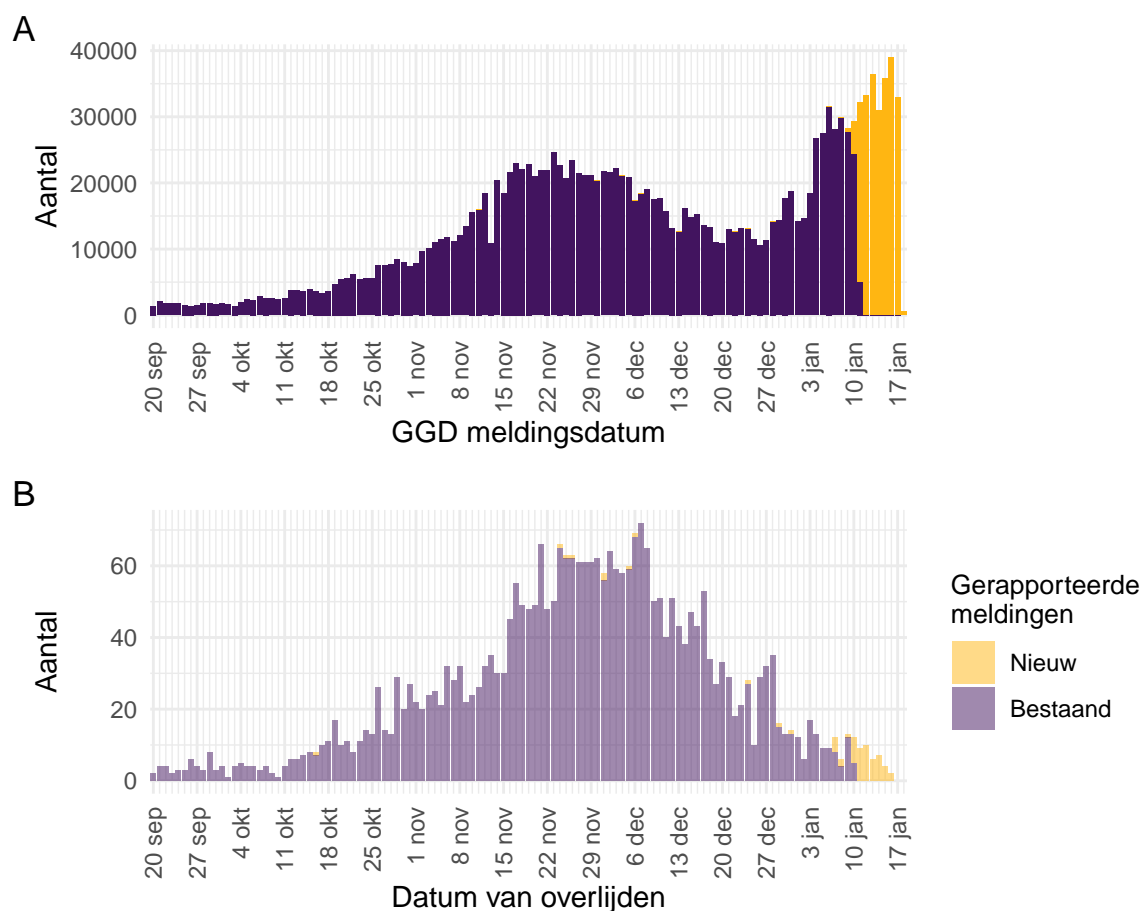 A
40000
30000
20000
10000
0
Aantal
20 sep
27 sep
4 okt
11 okt
18 okt
25 okt
1 nov
8 nov
15 nov
22 nov
29 nov
6 dec
13 dec
20 dec
27 dec
3 jan
10 jan
17 jan
GGD meldingsdatum
B
60
40
20
0
Aantal
20 sep
27 sep
4 okt
11 okt
18 okt
25 okt
1 nov
8 nov
15 nov
22 nov
29 nov
6 dec
13 dec
20 dec
27 dec
3 jan
10 jan
17 jan
Datum van overlijden
Gerapporteerde
meldingen
Nieuw
Bestaand